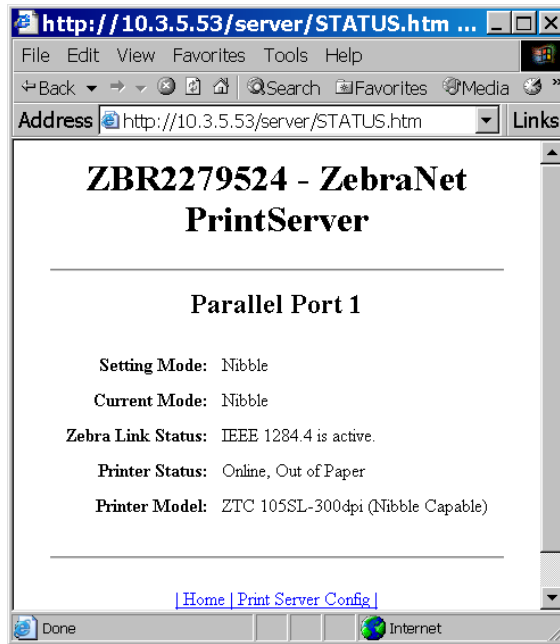 http://10.3.5.53/server/STATUS.htm ...
File Edit View Favorites Tools Help
Back Search Favorites Media »
Address http://10.3.5.53/server/STATUS.htm Links
ZBR2279524 - ZebraNet
PrintServer
Parallel Port 1
Setting Mode: Nibble
Current Mode: Nibble
Zebra Link Status: IEEE 1284.4 is active.
Printer Status: Online, Out of Paper
Printer Model: ZTC 105SL-300dpi (Nibble Capable)
| Home | Print Server Config |
Done Internet